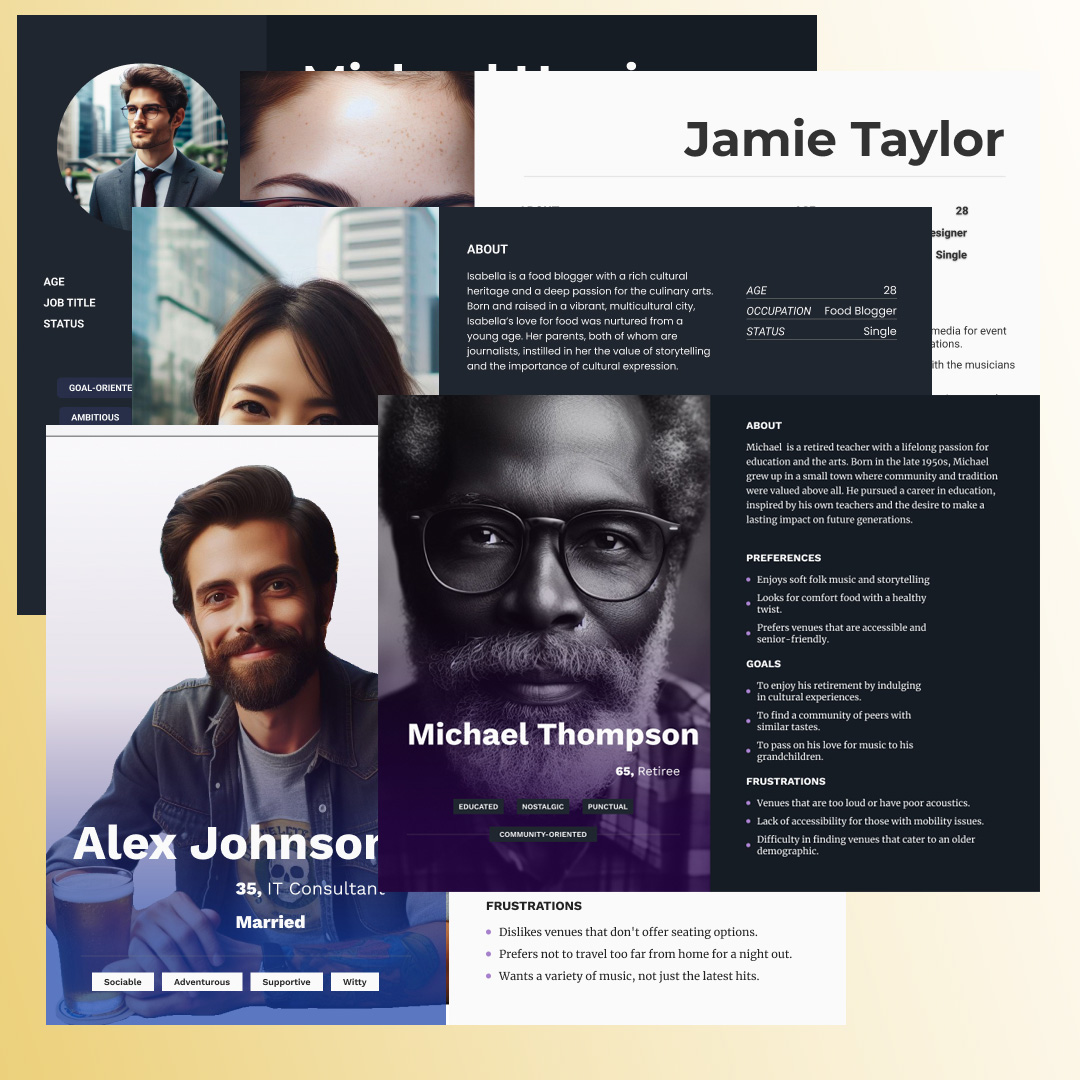 Jamie Taylor
28
Single
AGE
JOB TITLE
STATUS
AMBITIOUS
ABOUT
Isabella is a food blogger with a rich cultural
heritage and a deep passion for the culinary arts.
Born and raised in a vibrant, multicultural city,
Isabella's love for food was nurtured from a
young age. Her parents, both of whom are
journalists, instilled in her the value of storytelling
and the importance of cultural expression.
AGE 28
OCCUPATION Food Blogger
STATUS Single
media for event
ith the musicians
Michael Thompson
65, Retiree
EDUCATED NOSTALGIC PUNCTUAL
COMMUNITY-ORIENTED
ABOUT
Michael is a retired teacher with a lifelong passion for
education and the arts. Born in the late 1950s, Michael
grew up in a small town where community and tradition
were valued above all. He pursued a career in education,
inspired by his own teachers and the desire to make a
lasting impact on future generations.
PREFERENCES
Enjoys soft folk music and storytelling
Looks for comfort food with a healthy
twist.
Prefers venues that are accessible and
senior-friendly.
GOALS
To enjoy his retirement by indulging
in cultural experiences.
To find a community of peers with
similar tastes.
To pass on his love for music to his
grandchildren.
FRUSTRATIONS
Venues that are too loud or have poor acoustics.
Lack of accessibility for those with mobility issues.
Difficulty in finding venues that cater to an older
demographic.
Alex Johnson
35, IT Consultant
Married
Sociable Adventurous Supportive Witty
FRUSTRATIONS
Dislikes venues that don't offer seating options.
Prefers not to travel too far from home for a night out.
Wants a variety of music, not just the latest hits.